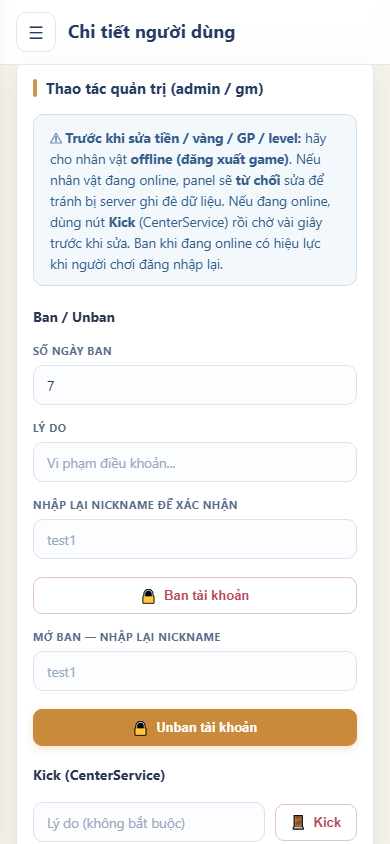 Chi tiết người dùng
Thao tác quản trị (admin / gm)
⚠ Trước khi sửa tiền / vàng / GP / level: hãy
cho nhân vật offline (đăng xuất game). Nếu
nhân vật đang online, panel sẽ từ chối sửa để
tránh bị server ghi đè dữ liệu. Nếu đang online,
dùng nút Kick (CenterService) rồi chờ vài giây
trước khi sửa. Ban khi đang online có hiệu lực
khi người chơi đăng nhập lại.
Ban / Unban
SỐ NGÀY BAN
7
LÝ DO
Vi phạm điều khoản...
NHẬP LẠI NICKNAME ĐỂ XÁC NHẬN
test1
Ban tài khoản
MỞ BAN — NHẬP LẠI NICKNAME
test1
Unban tài khoản
Kick (CenterService)
Lý do (không bắt buộc)
Kick